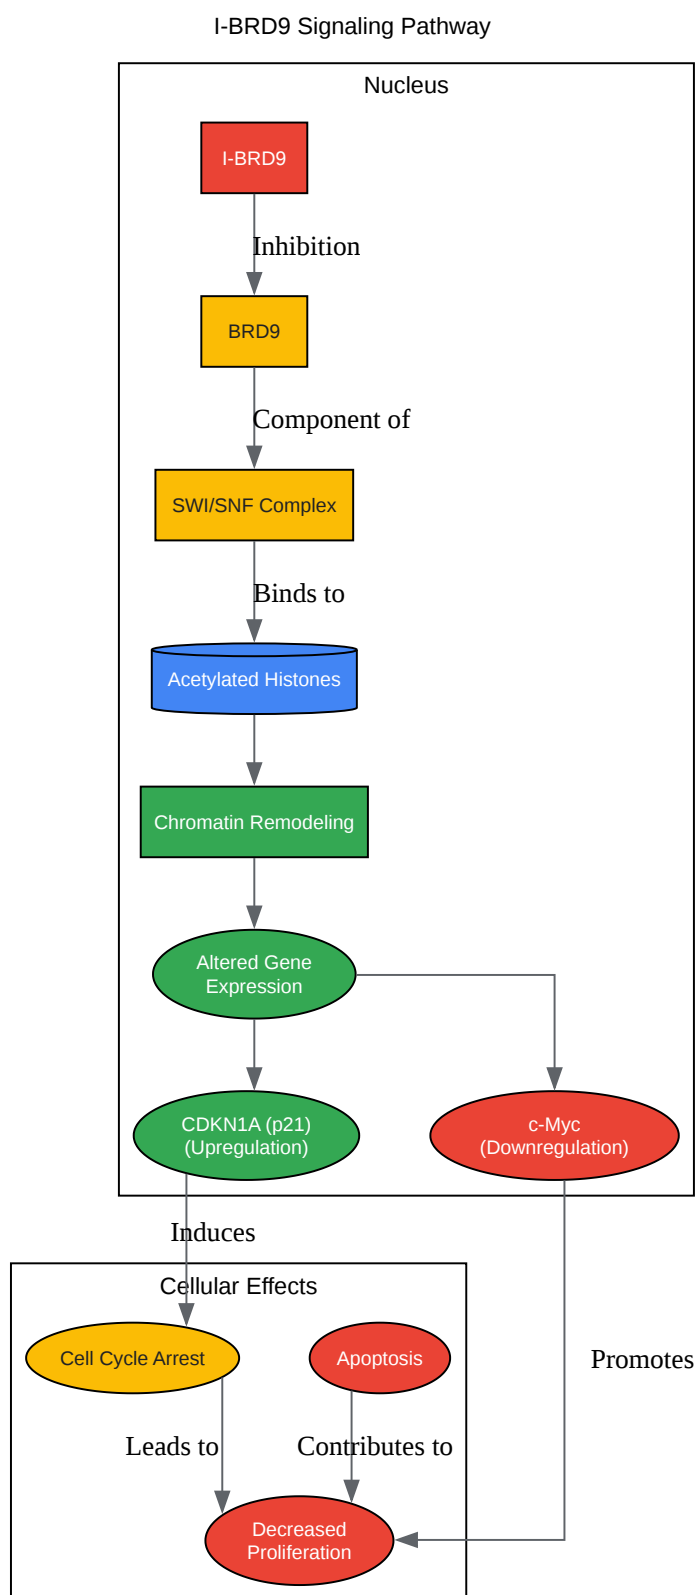 I-BRD9 Signaling Pathway
Nucleus
I-BRD9
Inhibition
BRD9
Component of
SWI/SNF Complex
Binds to
Acetylated Histones
Chromatin Remodeling
Altered Gene
Expression
CDKN1A (p21)
(Upregulation)
c-Myc
(Downregulation)
Induces
Cellular Effects
Cell Cycle Arrest
Apoptosis
Promotes
Leads to
Contributes to
Decreased
Proliferation